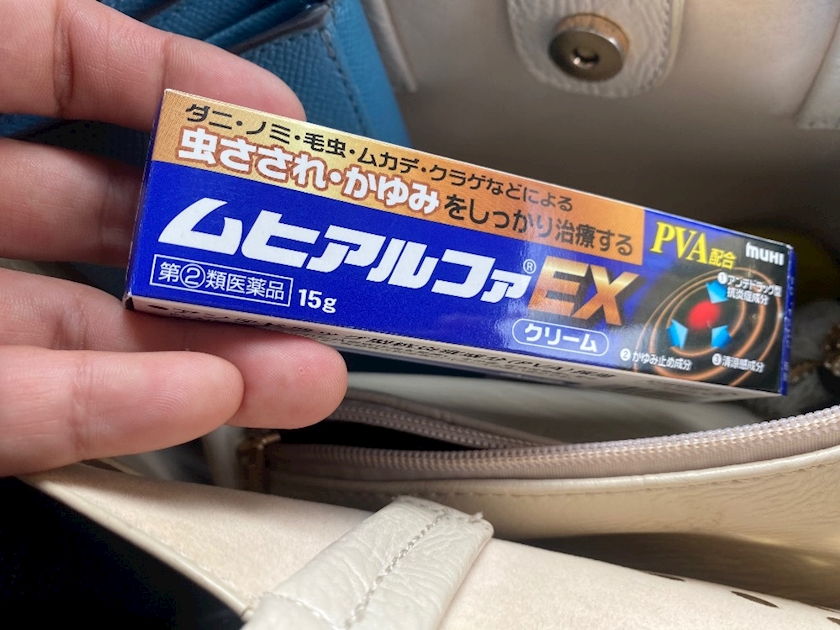 ダニ・ノミ・毛虫・ムカデ・クラゲなどによる
虫さされ・かゆみをしっかり治療する
ムヒアルファ®EX
第②類医薬品 15g
クリーム
PVA配合
muHI
①アンテドラッグ型
抗炎症成分
②かゆみ止め成分
③清涼感成分